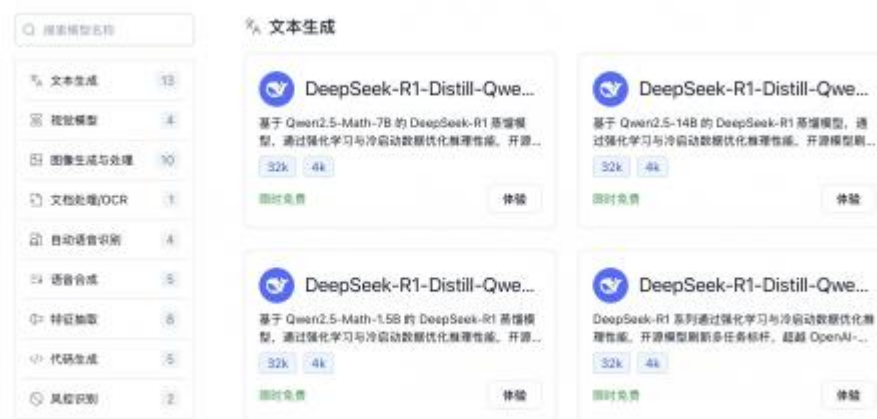 搜索模型名称
文本生成 13
视觉模型 4
图像生成与处理 10
文档处理/OCR 1
自动语音识别 4
语音合成 5
特征抽取 8
代码生成 5
风控识别 2
文本生成
DeepSeek-R1-Distill-Qwe...
基于 Qwen2.5-Math-7B 的 DeepSeek-R1 蒸馏模
型，通过强化学习与冷启动数据优化推理性能，开源...
32k 4k
限时免费 体验
DeepSeek-R1-Distill-Qwe...
基于 Qwen2.5-14B 的 DeepSeek-R1 蒸馏模型，通
过强化学习与冷启动数据优化推理性能，开源模型刷...
32k 4k
限时免费 体验
DeepSeek-R1-Distill-Qwe...
基于 Qwen2.5-Math-1.5B 的 DeepSeek-R1 蒸馏模
型，通过强化学习与冷启动数据优化推理性能，开源...
32k 4k
限时免费 体验
DeepSeek-R1-Distill-Qwe...
DeepSeek-R1 系列通过强化学习与冷启动数据优化推
理性能，开源模型刷新多任务标杆，超越 OpenAI-...
32k 4k
限时免费 体验